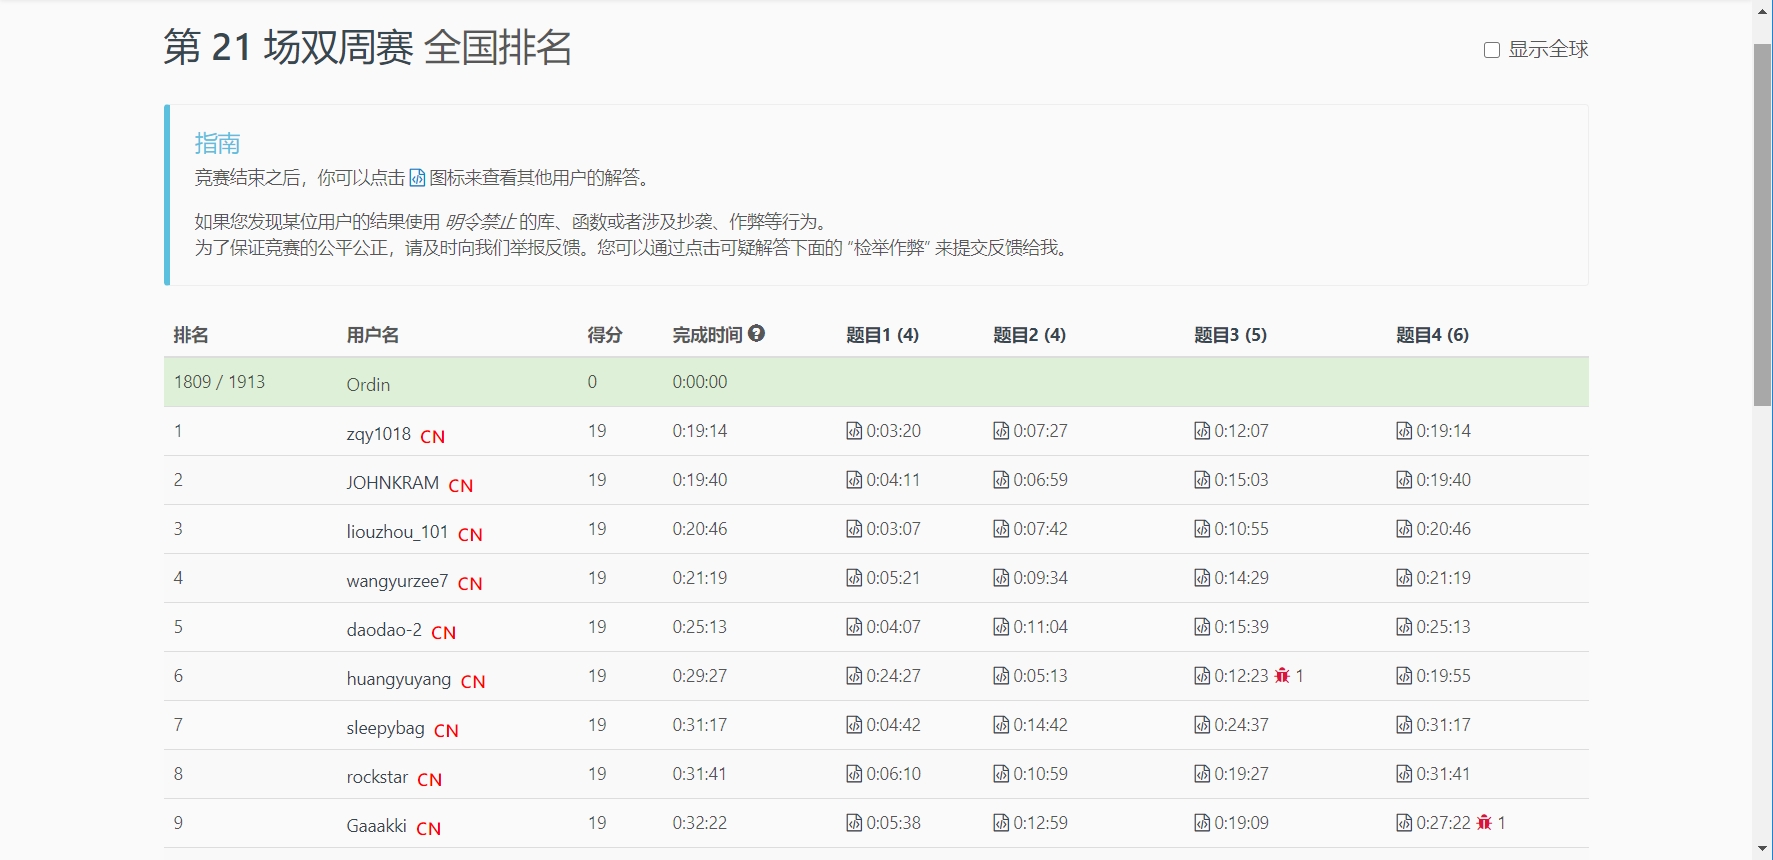 第 21 场双周赛 全国排名
显示全球
指南
竞赛结束之后，你可以点击 图标来查看其他用户的解答。
如果您发现某位用户的结果使用 明令禁止 的库、函数或者涉及抄袭、作弊等行为。
为了保证竞赛的公平公正，请及时向我们举报反馈。您可以通过点击可疑解答下面的 “检举作弊” 来提交反馈给我。
排名 用户名 得分 完成时间 题目1 (4) 题目2 (4) 题目3 (5) 题目4 (6)
1809 / 1913 Ordin 0 0:00:00
1 zqy1018 CN 19 0:19:14 0:03:20 0:07:27 0:12:07 0:19:14
2 JOHNKRAM CN 19 0:19:40 0:04:11 0:06:59 0:15:03 0:19:40
3 liouzhou_101 CN 19 0:20:46 0:03:07 0:07:42 0:10:55 0:20:46
4 wangyurzee7 CN 19 0:21:19 0:05:21 0:09:34 0:14:29 0:21:19
5 daodao-2 CN 19 0:25:13 0:04:07 0:11:04 0:15:39 0:25:13
6 huangyuyang CN 19 0:29:27 0:24:27 0:05:13 0:12:23 1 0:19:55
7 sleepybag CN 19 0:31:17 0:04:42 0:14:42 0:24:37 0:31:17
8 rockstar CN 19 0:31:41 0:06:10 0:10:59 0:19:27 0:31:41
9 Gaaakki CN 19 0:32:22 0:05:38 0:12:59 0:19:09 0:27:22 1